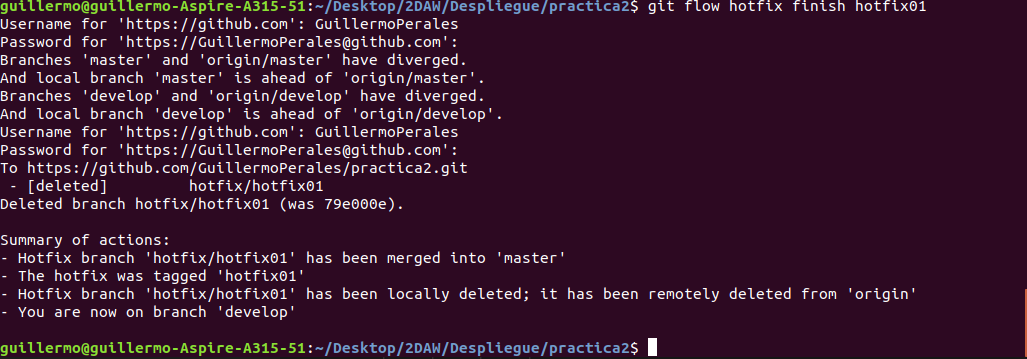 guillermo@guillermo-Aspire-A315-51:~/Desktop/2DAW/Despliegue/practica2$ git flow hotfix finish hotfix01
Username for 'https://github.com': GuillermoPerales
Password for 'https://GuillermoPerales@github.com':
Branches 'master' and 'origin/master' have diverged.
And local branch 'master' is ahead of 'origin/master'.
Branches 'develop' and 'origin/develop' have diverged.
And local branch 'develop' is ahead of 'origin/develop'.
Username for 'https://github.com': GuillermoPerales
Password for 'https://GuillermoPerales@github.com':
To https://github.com/GuillermoPerales/practica2.git
 - [deleted]         hotfix/hotfix01
Deleted branch hotfix/hotfix01 (was 79e000e).

Summary of actions:
- Hotfix branch 'hotfix/hotfix01' has been merged into 'master'
- The hotfix was tagged 'hotfix01'
- Hotfix branch 'hotfix/hotfix01' has been locally deleted; it has been remotely deleted from 'origin'
- You are now on branch 'develop'

guillermo@guillermo-Aspire-A315-51:~/Desktop/2DAW/Despliegue/practica2$